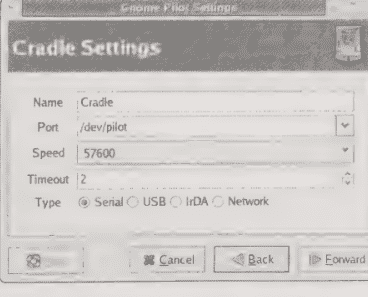 Gnome Pilot Settings
Cradle Settings
Name Cradle
Port /dev/pilot
Speed 57600
Timeout 2
Type Serial USB IrDA Network
Cancel Back Forward